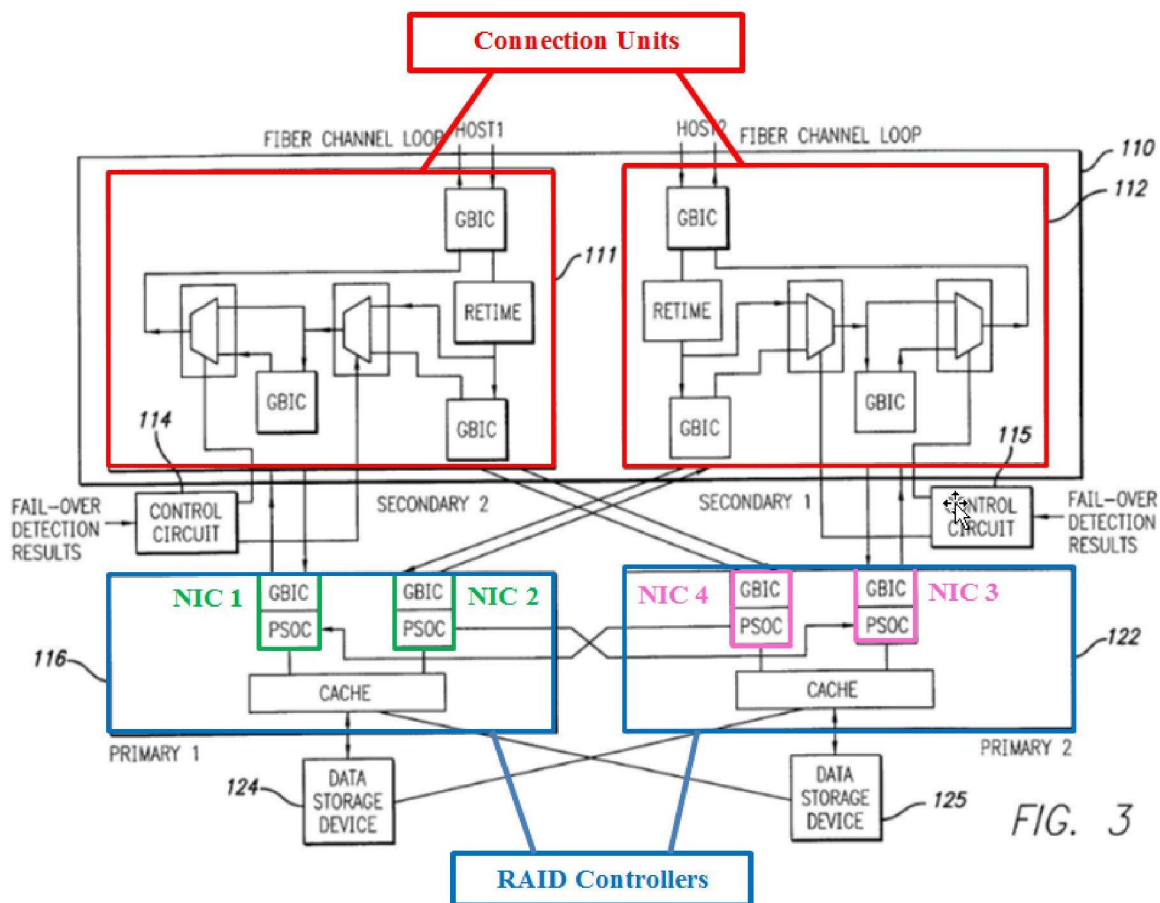 Connection Units
FIBER CHANNEL LOOP
HOST1
HOST2
FIBER CHANNEL LOOP
110
112
GBIC
GBIC
111
RETIME
RETIME
GBIC
GBIC
GBIC
GBIC
114
115
SECONDARY 2
SECONDARY 1
FAIL-OVER
DETECTION
RESULTS
CONTROL
CIRCUIT
CONTROL
CIRCUIT
FAIL-OVER
DETECTION
RESULTS
NIC 1
GBIC
PSOC
GBIC
PSOC
NIC 2
NIC 4
GBIC
PSOC
GBIC
PSOC
NIC 3
116
122
CACHE
CACHE
PRIMARY 1
PRIMARY 2
124
DATA
STORAGE
DEVICE
DATA
STORAGE
DEVICE
125
FIG. 3
RAID Controllers